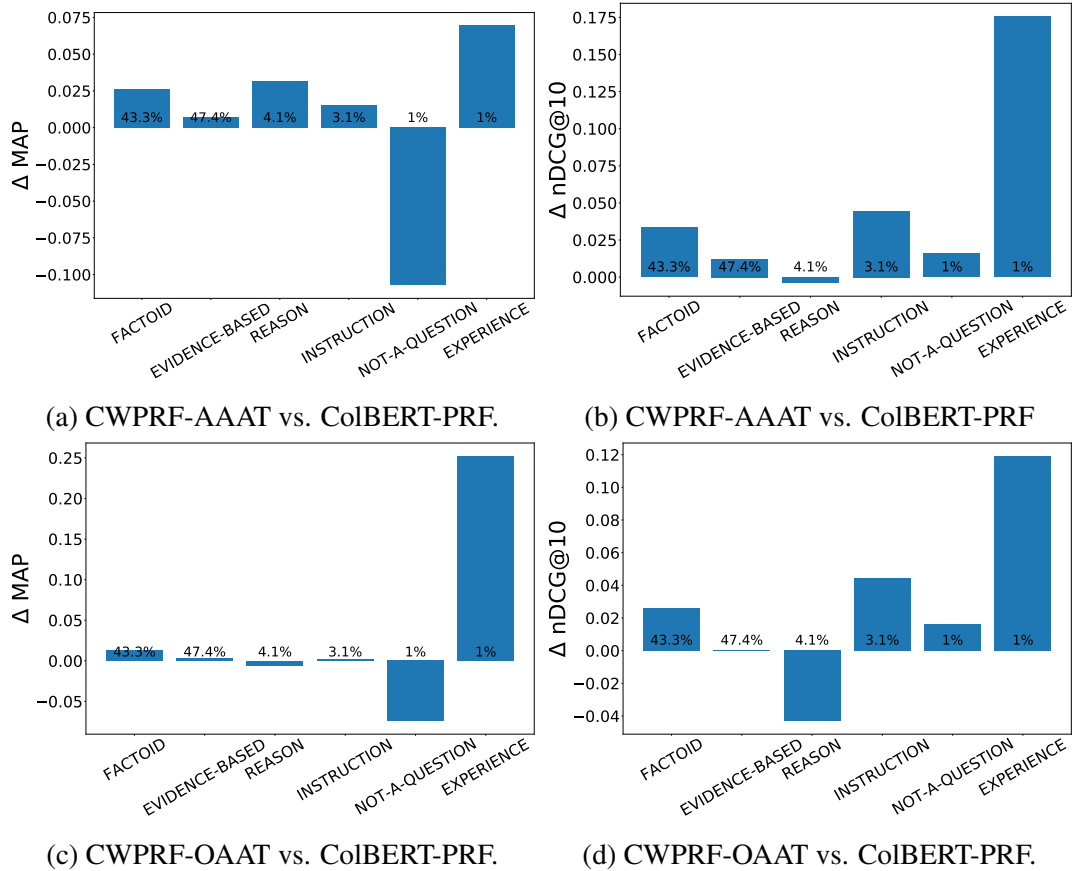 0.075
0.050
0.025
0.000
−0.025
−0.050
−0.075
−0.100
Δ MAP
43.3% 47.4% 4.1% 3.1% 1% 1%
FACTOID EVIDENCE-BASED REASON INSTRUCTION NOT-A-QUESTION EXPERIENCE
(a) CWPRF-AAAT vs. ColBERT-PRF.
0.175
0.150
0.125
0.100
0.075
0.050
0.025
0.000
Δ nDCG@10
43.3% 47.4% 4.1% 3.1% 1% 1%
FACTOID EVIDENCE-BASED REASON INSTRUCTION NOT-A-QUESTION EXPERIENCE
(b) CWPRF-AAAT vs. ColBERT-PRF
0.25
0.20
0.15
0.10
0.05
0.00
−0.05
Δ MAP
43.3% 47.4% 4.1% 3.1% 1% 1%
FACTOID EVIDENCE-BASED REASON INSTRUCTION NOT-A-QUESTION EXPERIENCE
(c) CWPRF-OAAT vs. ColBERT-PRF.
0.12
0.10
0.08
0.06
0.04
0.02
0.00
−0.02
−0.04
Δ nDCG@10
43.3% 47.4% 4.1% 3.1% 1% 1%
FACTOID EVIDENCE-BASED REASON INSTRUCTION NOT-A-QUESTION EXPERIENCE
(d) CWPRF-OAAT vs. ColBERT-PRF.